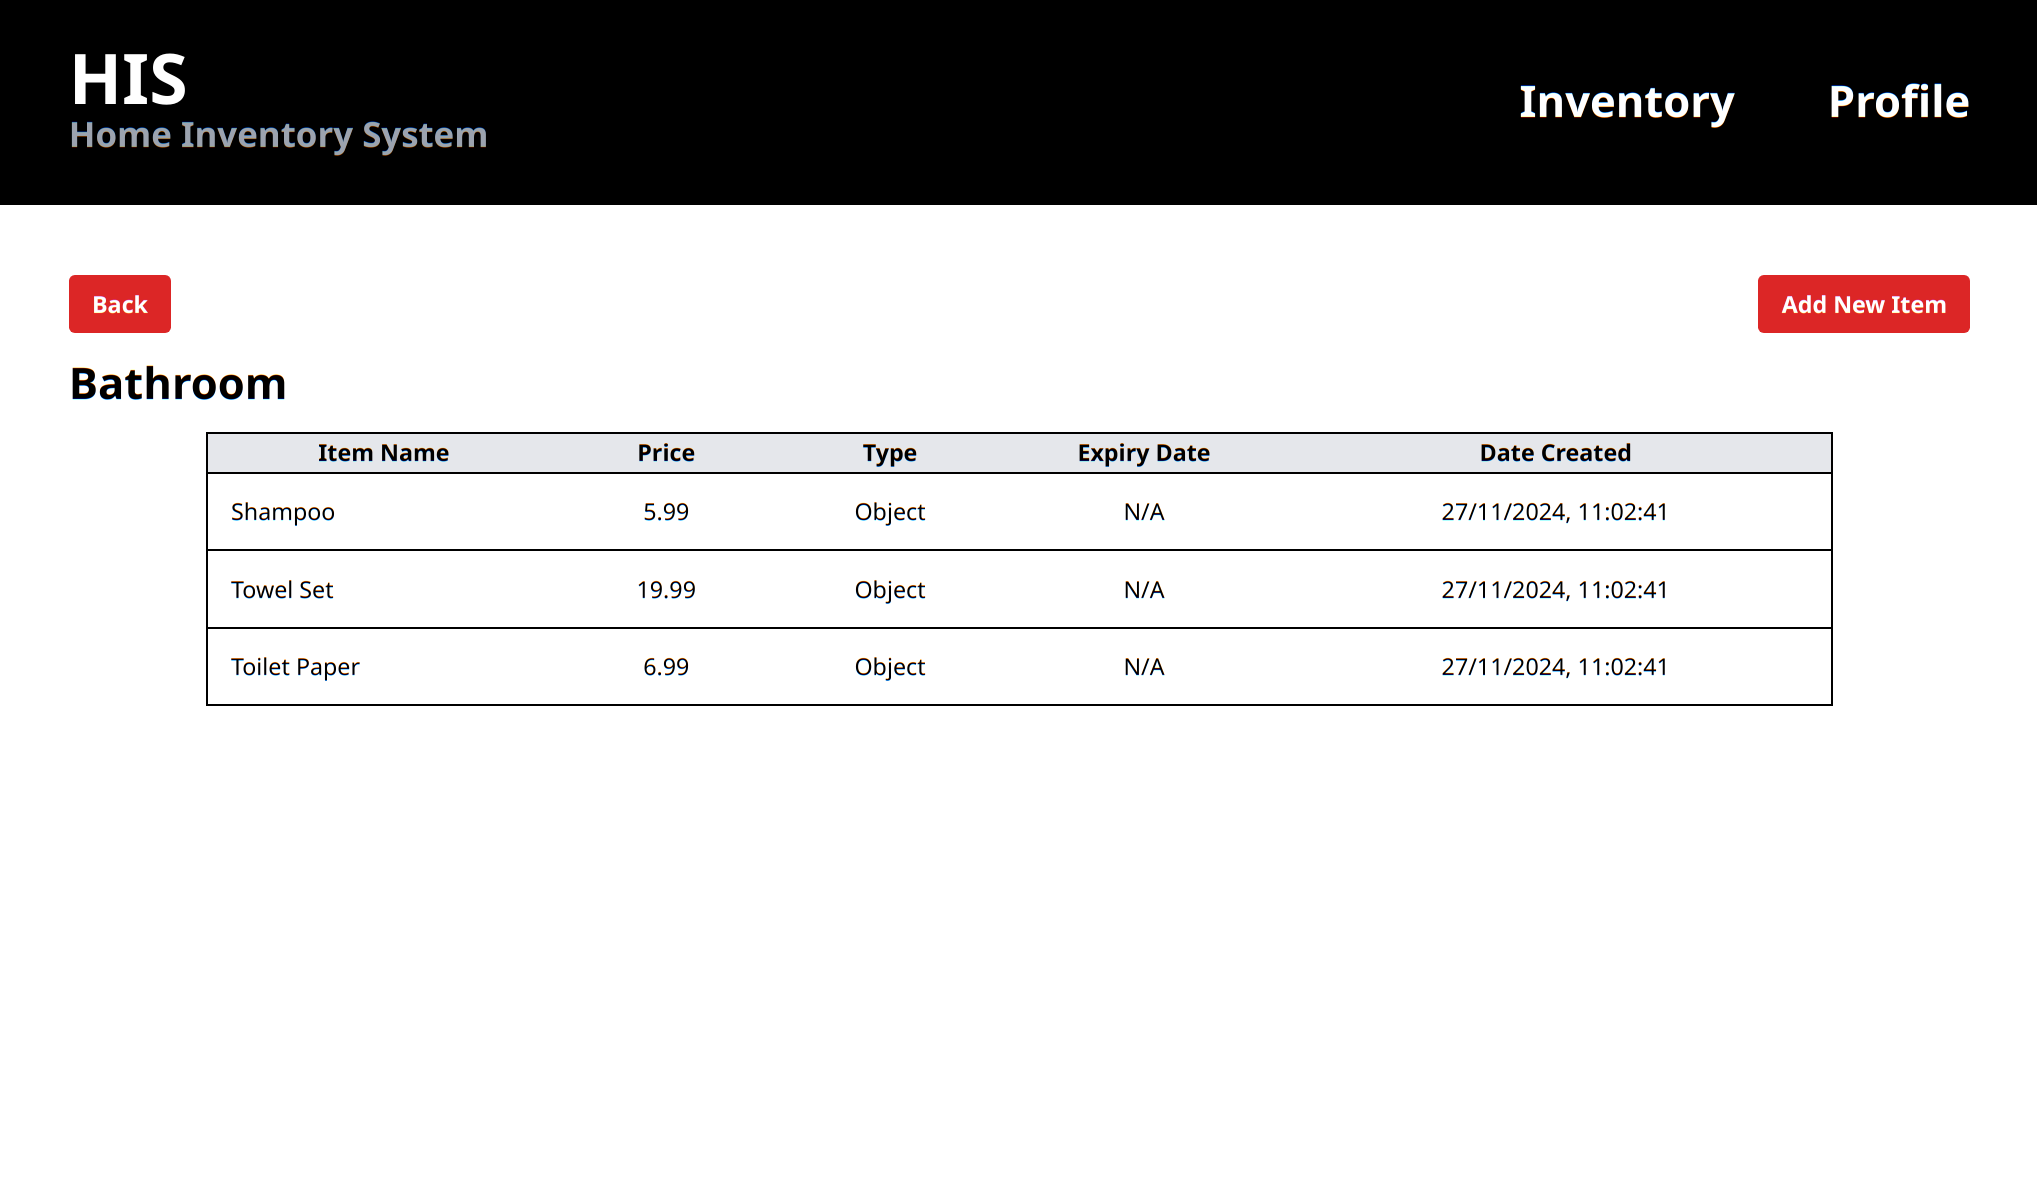 HIS
Home Inventory System
Inventory Profile
Back Add New Item
Bathroom
Item Name Price Type Expiry Date Date Created
Shampoo 5.99 Object N/A 27/11/2024, 11:02:41
Towel Set 19.99 Object N/A 27/11/2024, 11:02:41
Toilet Paper 6.99 Object N/A 27/11/2024, 11:02:41